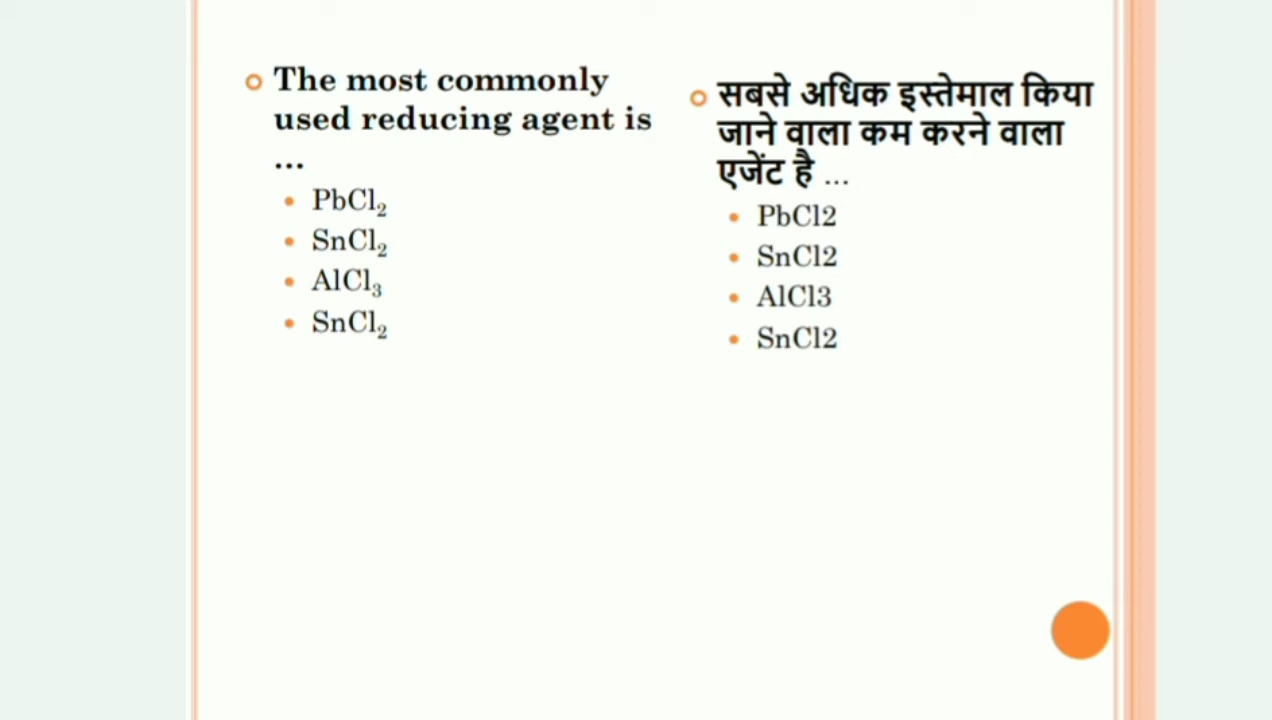 The most commonly
used reducing agent is
...
PbCl₂
SnCl₂
AlCl₃
SnCl₂
सबसे अधिक इस्तेमाल किया
जाने वाला कम करने वाला
एजेंट है ...
PbCl2
SnCl2
AlCl3
SnCl2